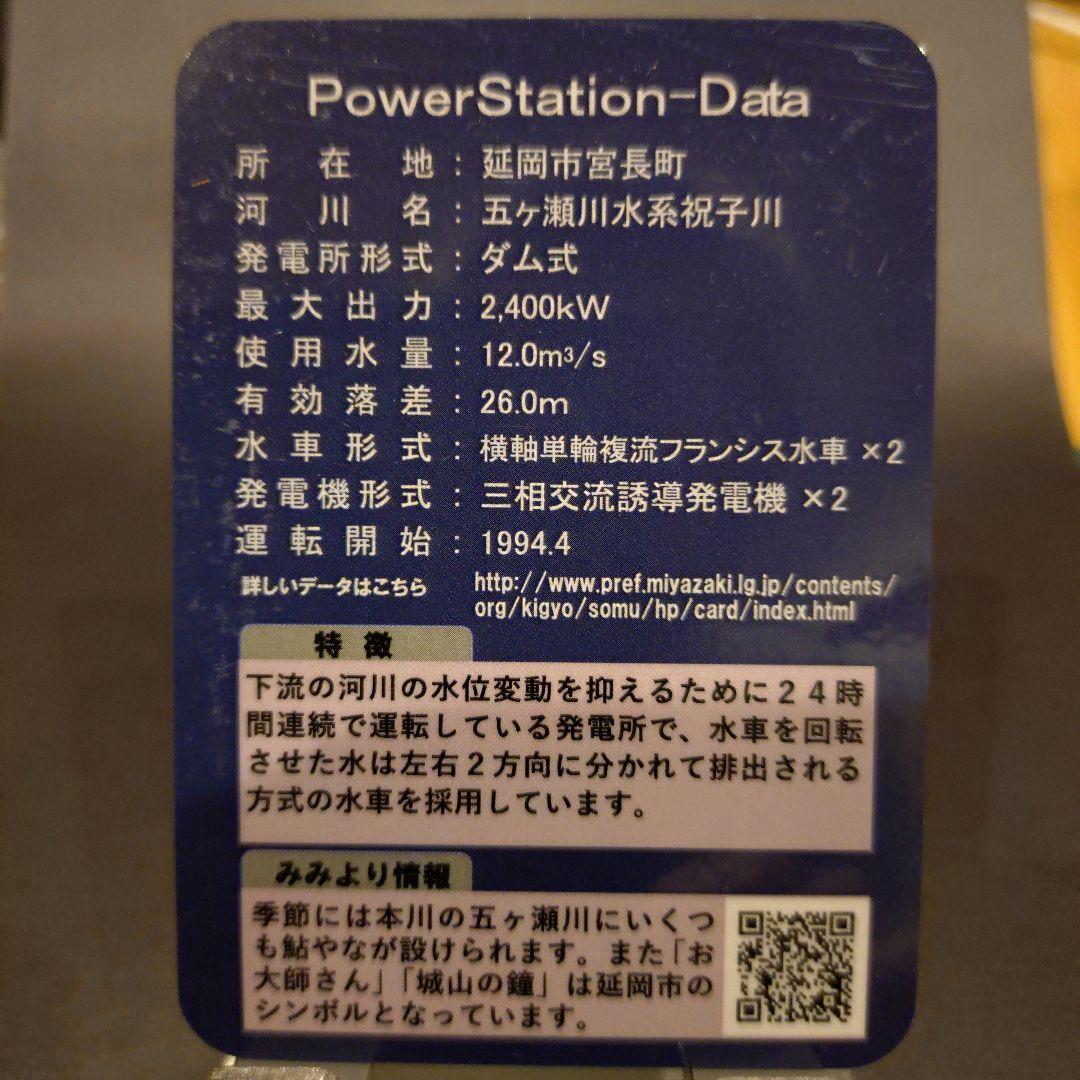 PowerStation-Data
所在地：延岡市宮長町
河川名：五ヶ瀬川水系祝子川
発電所形式：ダム式
最大出力：2,400kW
使用水量：12.0m³/s
有効落差：26.0m
水車形式：横軸単輪複流フランシス水車 ×2
発電機形式：三相交流誘導発電機 ×2
運転開始：1994.4
詳しいデータはこちら http://www.pref.miyazaki.lg.jp/contents/
org/kigyo/somu/hp/card/index.html
特徴
下流の河川の水位変動を抑えるために２４時
間連続で運転している発電所で、水車を回転
させた水は左右２方向に分かれて排出される
方式の水車を採用しています。
みみより情報
季節には本川の五ヶ瀬川にいくつ
も鮎やなが設けられます。また「お
大師さん」「城山の鐘」は延岡市の
シンボルとなっています。